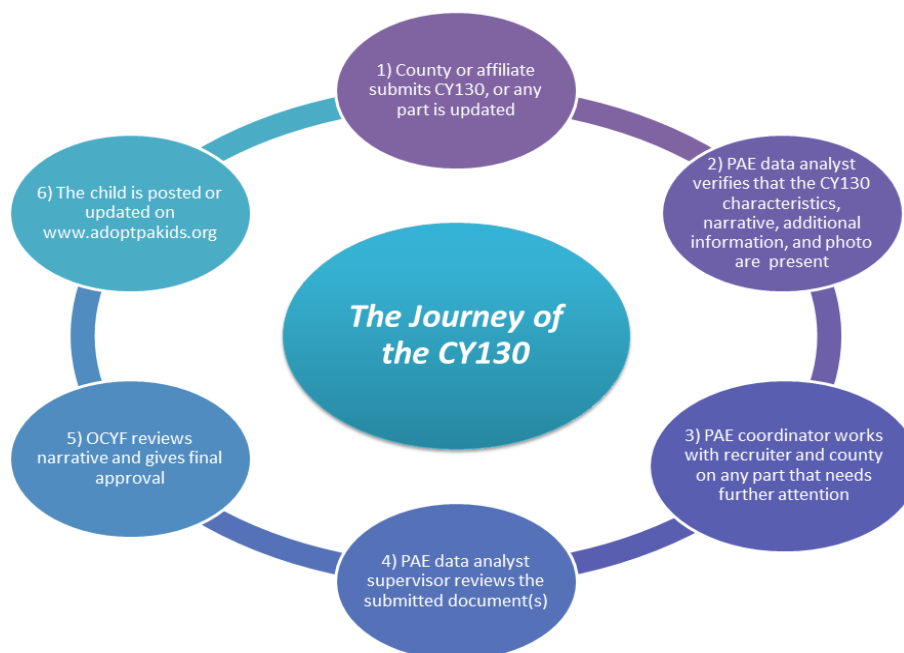 1) County or affiliate
submits CY130, or any
part is updated
2) PAE data analyst
verifies that the CY130
characteristics,
narrative, additional
information, and photo
are  present
3) PAE coordinator works
with recruiter and county
on any part that needs
further attention
4) PAE data analyst
supervisor reviews the
submitted document(s)
5) OCYF reviews
narrative and gives final
approval
6) The child is posted or
updated on
www.adoptpakids.org
The Journey of
the CY130